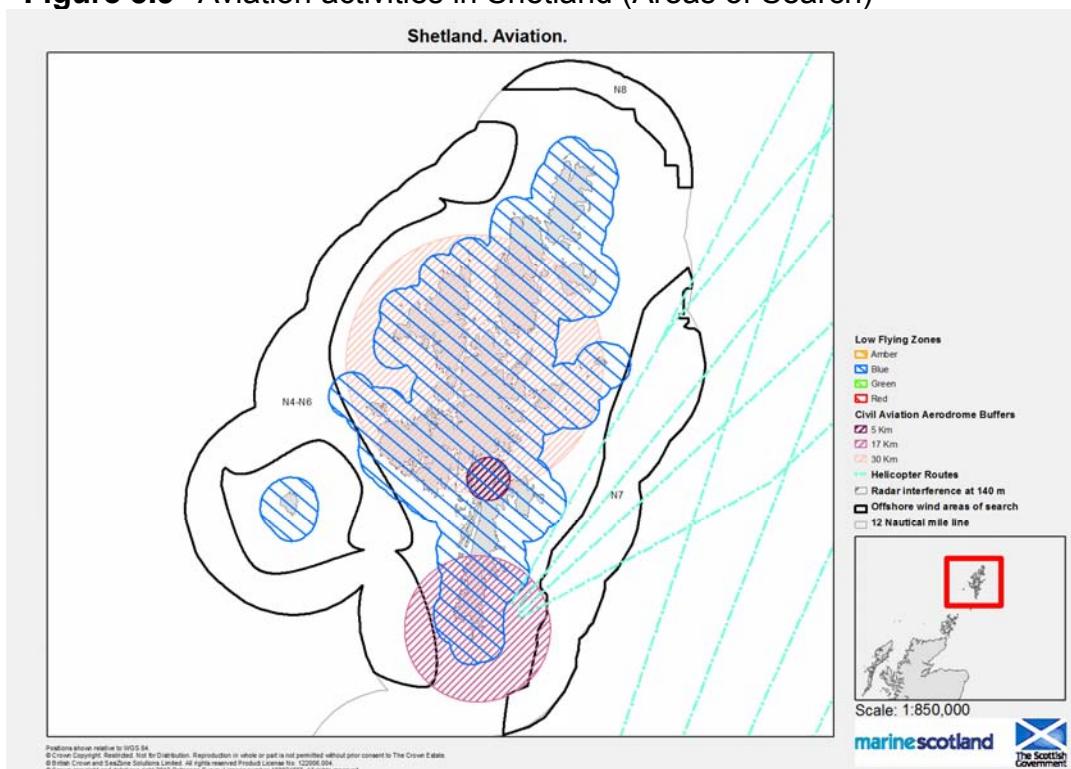 Figure 3.3 Aviation activities in Shetland (Areas of Search)
Shetland. Aviation.
N8
N4-N6
N7
Low Flying Zones
Amber
Blue
Green
Red
Civil Aviation Aerodrome Buffers
5 Km
17 Km
30 Km
Helicopter Routes
Radar interference at 140 m
Offshore wind areas of search
12 Nautical mile line
Scale: 1:850,000
marinescotland
The Scottish
Government
Positions shown relative to WGS 84.
© Crown Copyright. Restricted. Not for Distribution. Reproduction in whole or part is not permitted without prior consent to The Crown Estate.
© British Crown and SeaZone Solutions Limited. All rights reserved Product License No. 122006.004.